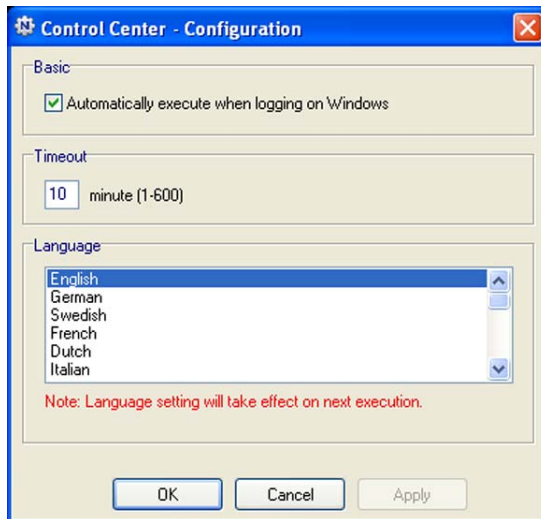 Control Center - Configuration
Basic
Automatically execute when logging on Windows
Timeout
10 minute (1-600)
Language
English
German
Swedish
French
Dutch
Italian
Note: Language setting will take effect on next execution.
OK Cancel Apply